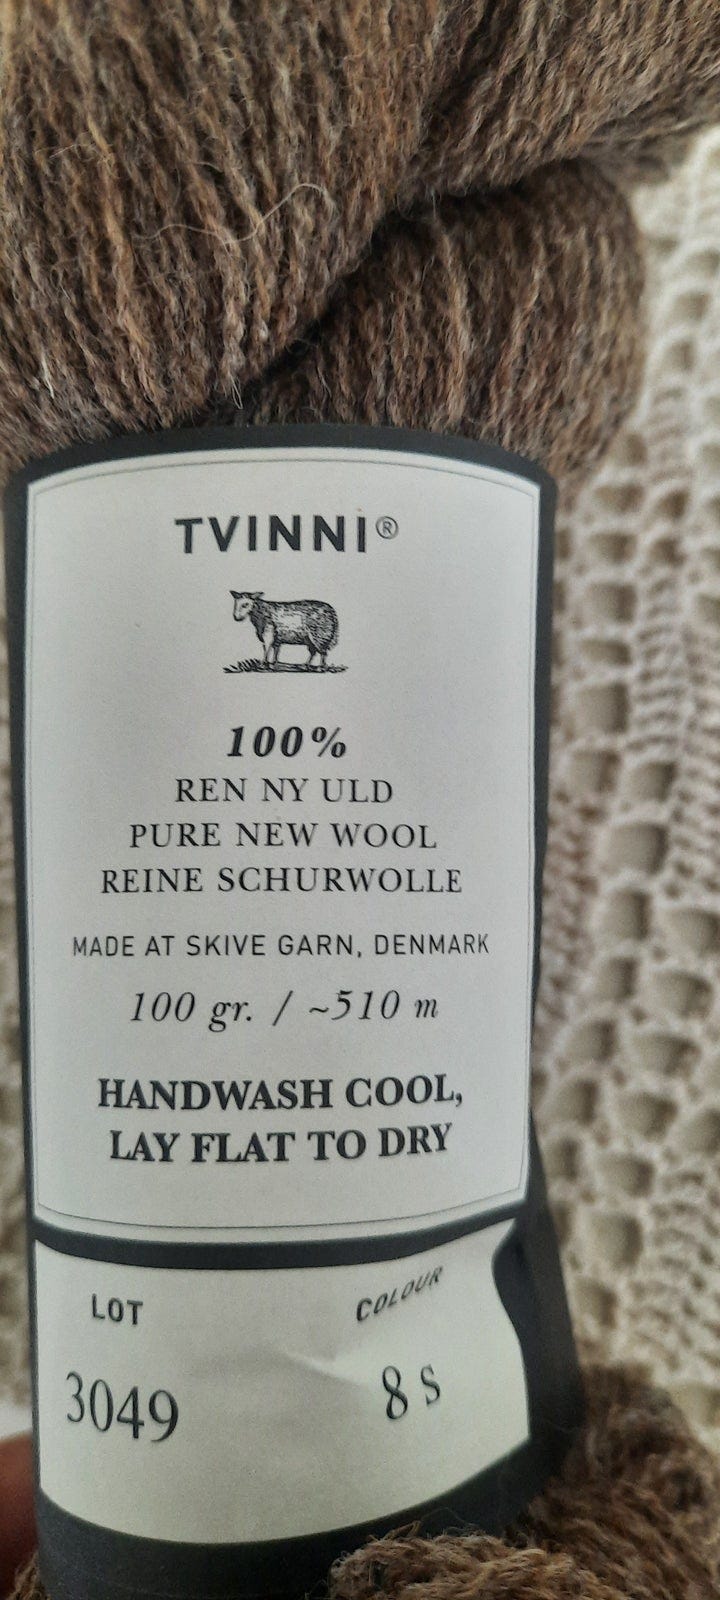 TVINNI®
100%
REN NY ULD
PURE NEW WOOL
REINE SCHURWOLLE
MADE AT SKIVE GARN, DENMARK
100 gr. / ~510 m
HANDWASH COOL,
LAY FLAT TO DRY
LOT COLOUR
3049 8 s